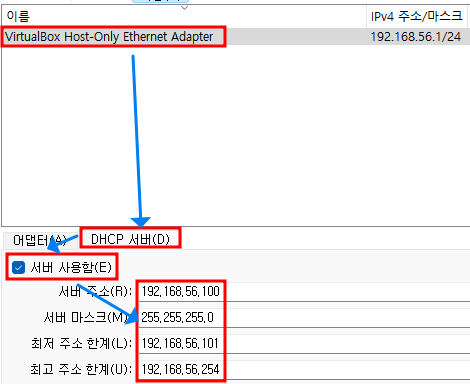 이름 IPv4 주소/마스크
VirtualBox Host-Only Ethernet Adapter 192.168.56.1/24
어댑터(A) DHCP 서버(D)
서버 사용함(E)
서버 주소(R): 192,168,56,100
서버 마스크(M) 255,255,255,0
최저 주소 한계(L): 192,168,56,101
최고 주소 한계(U): 192,168,56,254